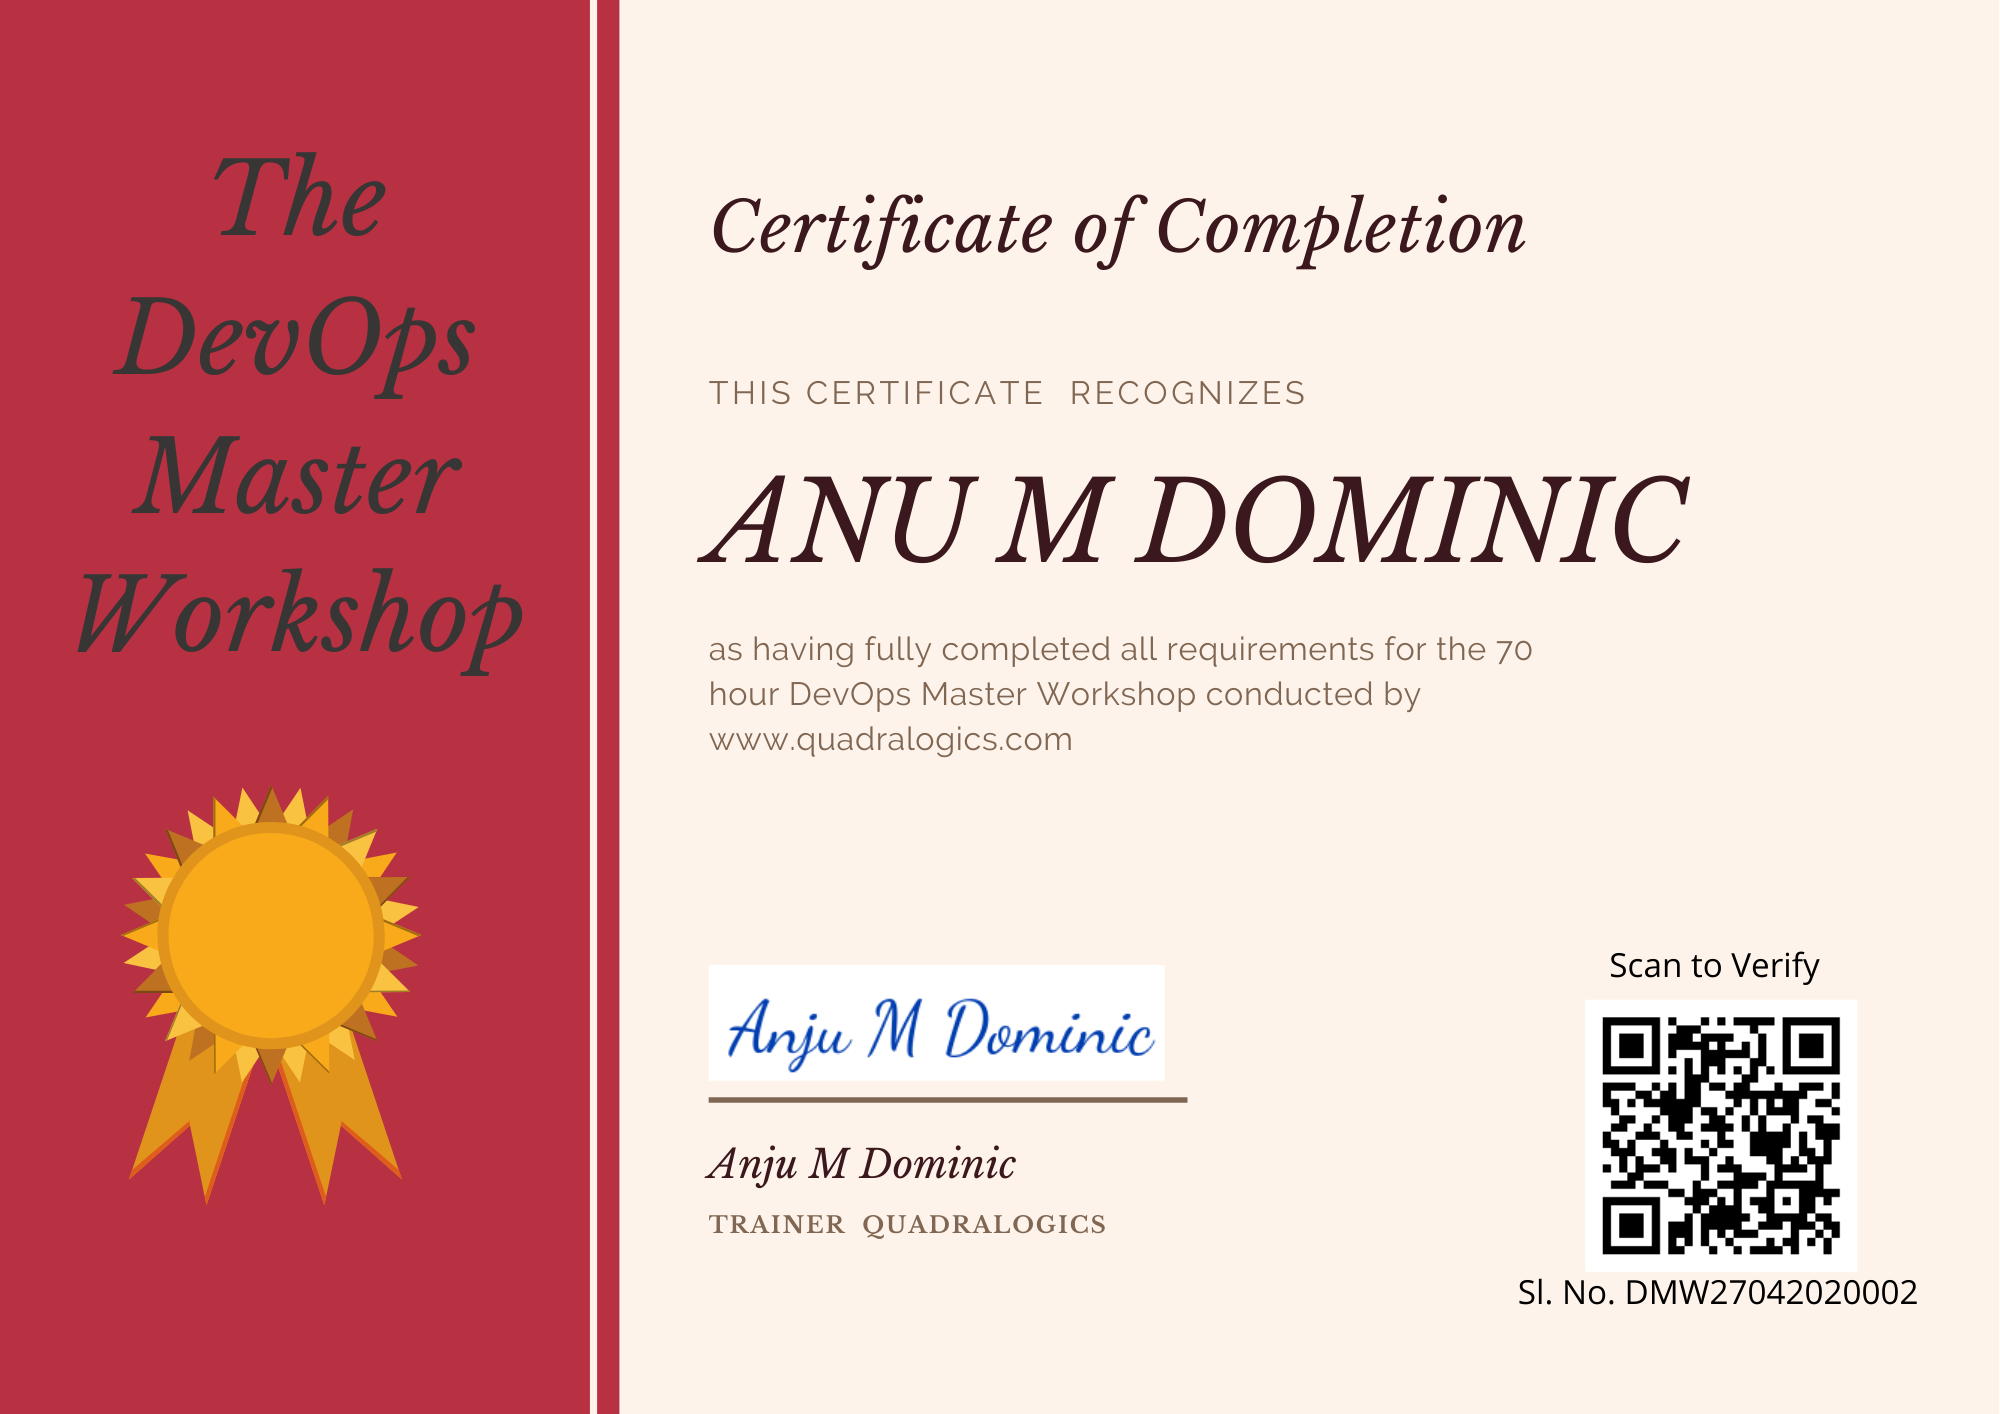 The
DevOps
Master
Workshop
Certificate of Completion
THIS CERTIFICATE RECOGNIZES
ANU M DOMINIC
as having fully completed all requirements for the 70
hour DevOps Master Workshop conducted by
www.quadralogics.com
Anju M Dominic
Anju M Dominic
TRAINER QUADRALOGICS
Scan to Verify
Sl. No. DMW27042020002